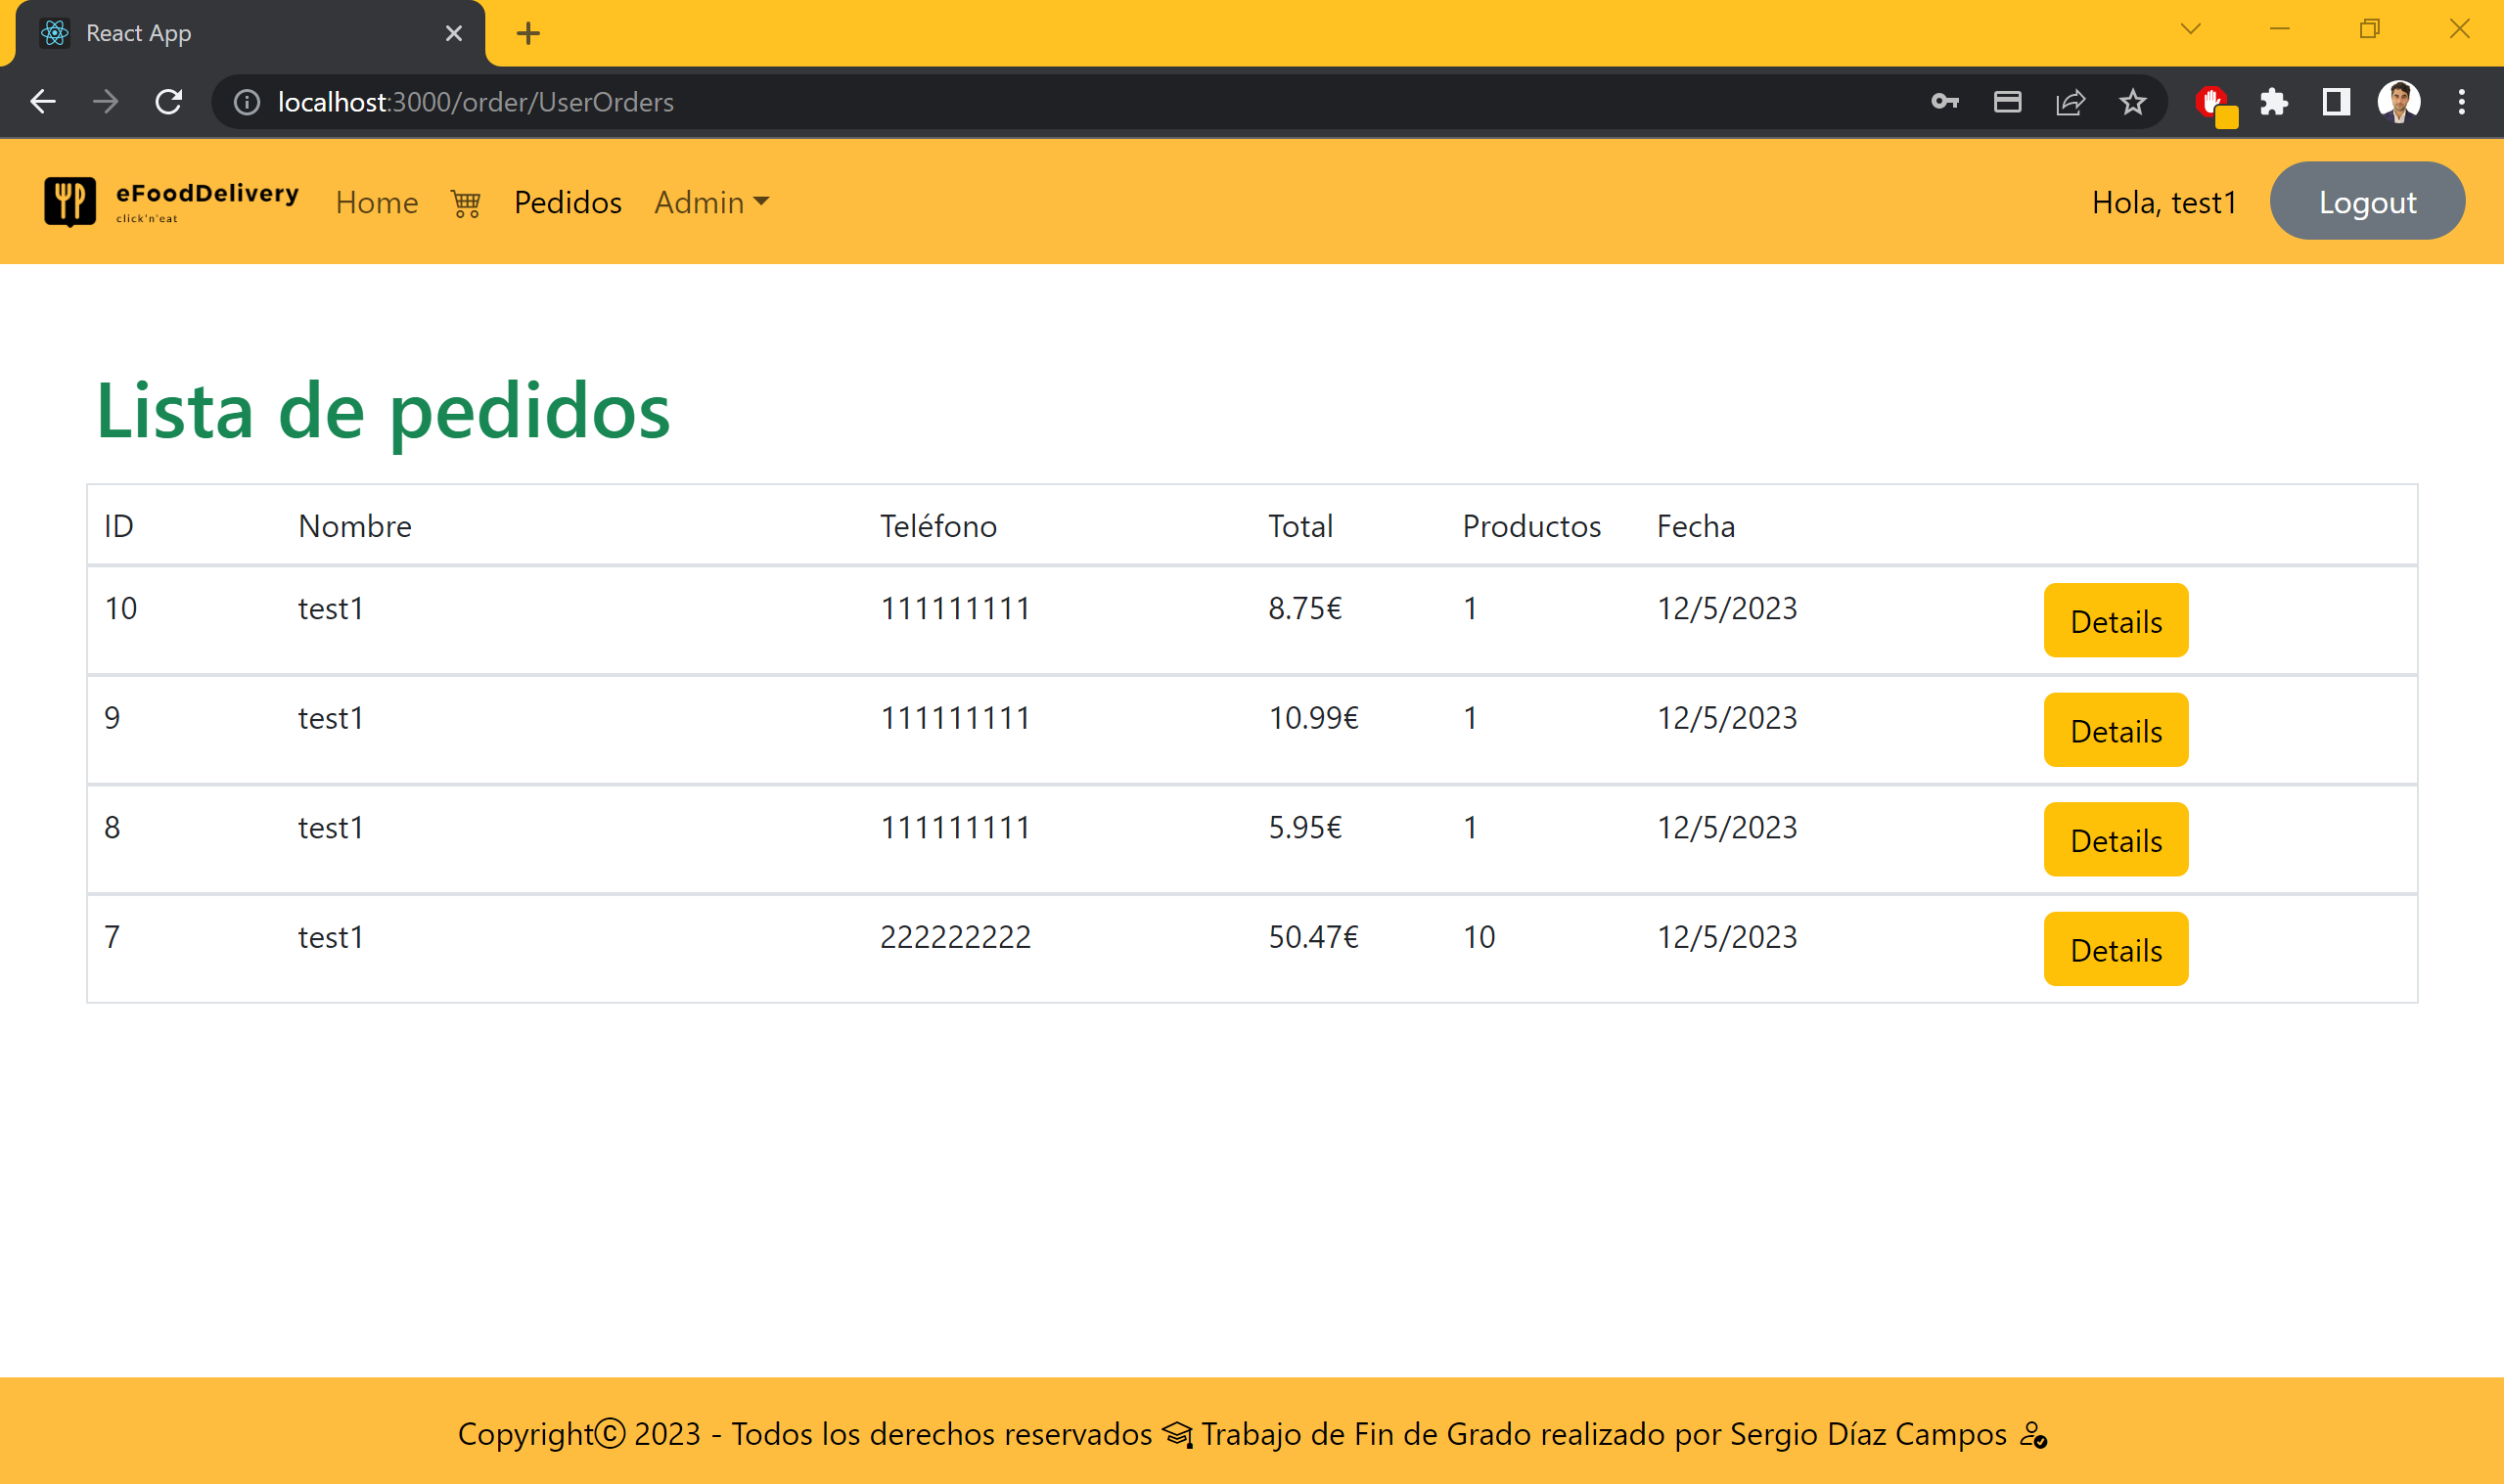 React App
localhost:3000/order/UserOrders
eFoodDelivery
click'n'eat
Home Pedidos Admin Hola, test1 Logout
Lista de pedidos
ID Nombre Teléfono Total Productos Fecha
10 test1 111111111 8.75€ 1 12/5/2023 Details
9 test1 111111111 10.99€ 1 12/5/2023 Details
8 test1 111111111 5.95€ 1 12/5/2023 Details
7 test1 222222222 50.47€ 10 12/5/2023 Details
Copyright© 2023 - Todos los derechos reservados Trabajo de Fin de Grado realizado por Sergio Díaz Campos